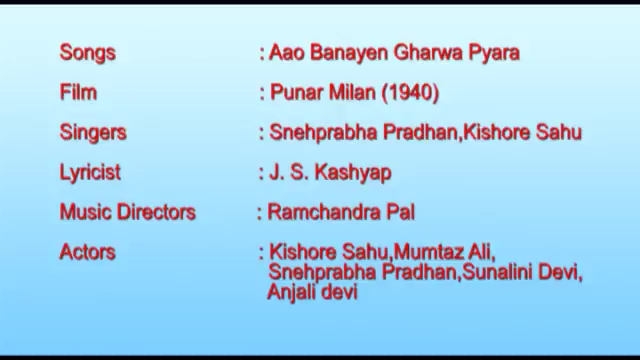 Songs : Aao Banayen Gharwa Pyara
Film : Punar Milan (1940)
Singers : Snehprabha Pradhan,Kishore Sahu
Lyricist : J. S. Kashyap
Music Directors : Ramchandra Pal
Actors : Kishore Sahu,Mumtaz Ali,
Snehprabha Pradhan,Sunalini Devi,
Anjali devi